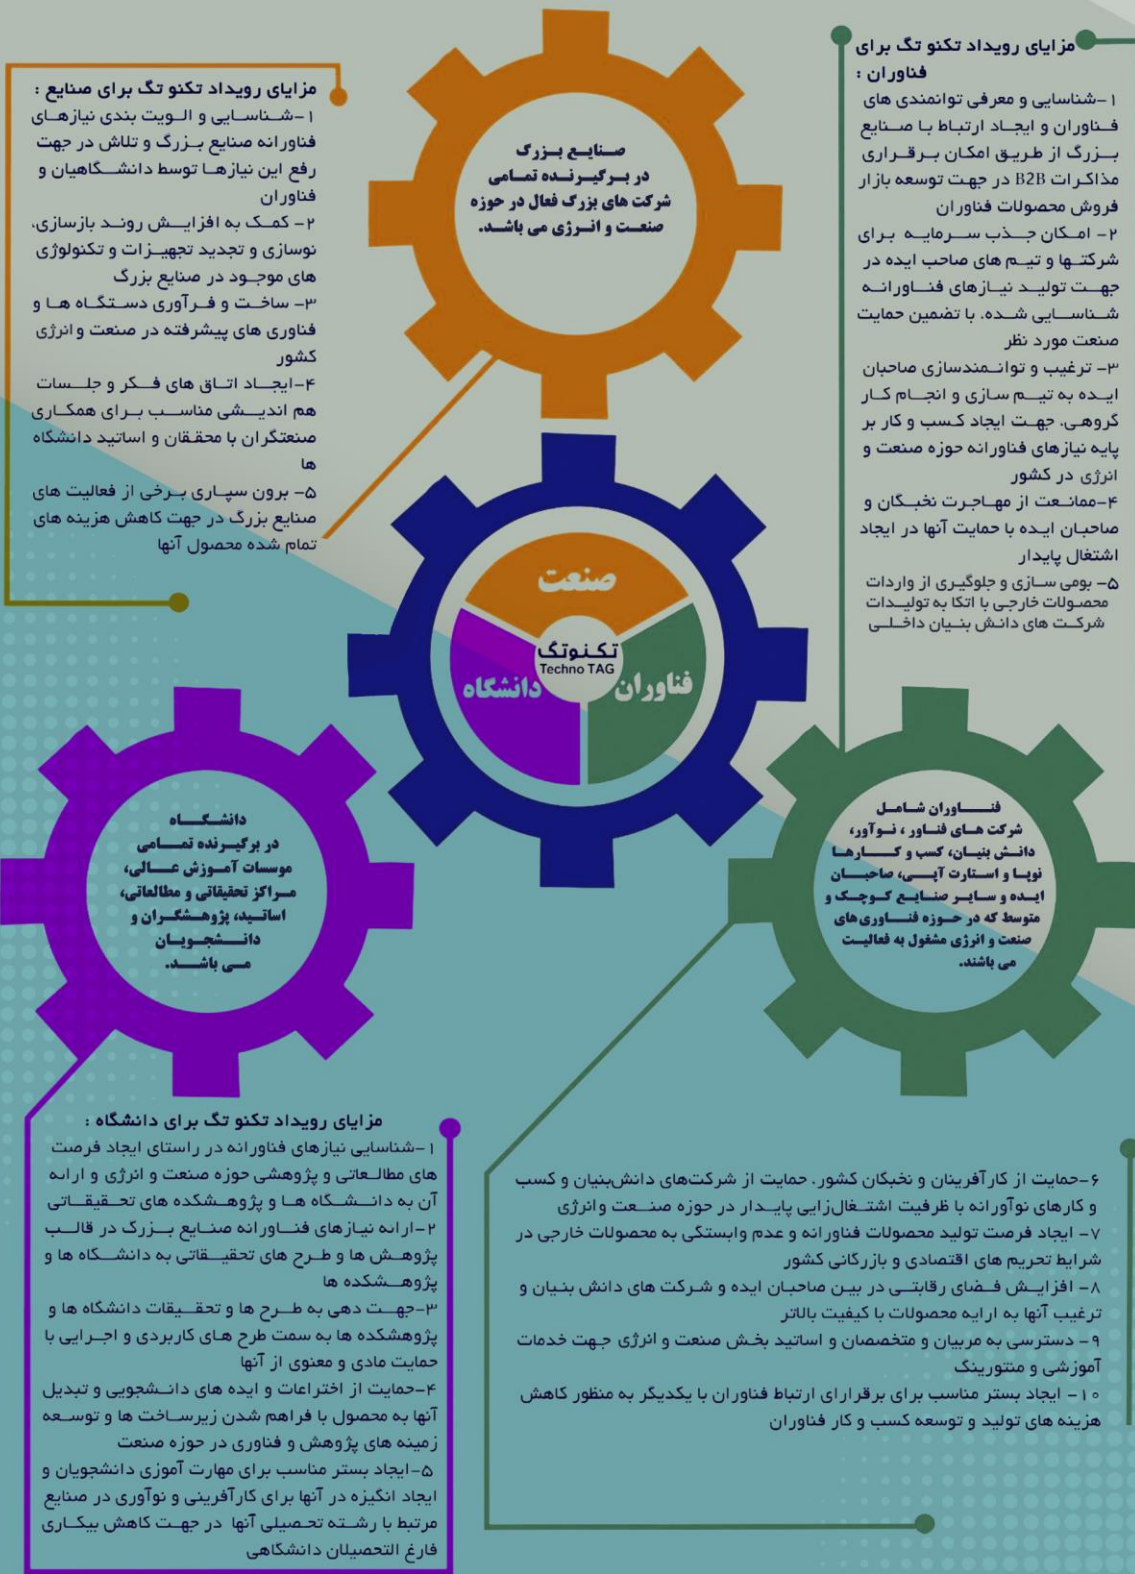 مزایای رویداد تکنو تگ برای
فناوران :
۱-شناسایی و معرفی توانمندی های
فناوران و ایجاد ارتباط با صنایع
بزرگ از طریق امکان برقراری
مذاکرات B2B در جهت توسعه بازار
فروش محصولات فناوران
۲- امکان جذب سرمایه برای
شرکتها و تیم های صاحب ایده در
جهت تولید نیازهای فناورانه
شناسایی شده، با تضمین حمایت
صنعت مورد نظر
۳- ترغیب و توانمندسازی صاحبان
ایده به تیم سازی و انجام کار
گروهی، جهت ایجاد کسب و کار بر
پایه نیازهای فناورانه حوزه صنعت و
انرژی در کشور
۴-ممانعت از مهاجرت نخبگان و
صاحبان ایده با حمایت آنها در ایجاد
اشتغال پایدار
۵- بومی سازی و جلوگیری از واردات
محصولات خارجی با اتکا به تولیدات
شرکت های دانش بنیان داخلی
صنایع بزرگ
در برگیرنده تمامی
شرکت های بزرگ فعال در حوزه
صنعت و انرژی می باشد.
مزایای رویداد تکنو تگ برای صنایع :
۱-شناسایی و الویت بندی نیازهای
فناورانه صنایع بزرگ و تلاش در جهت
رفع این نیازها توسط دانشگاهیان و
فناوران
۲- کمک به افزایش روند بازسازی،
نوسازی و تجدید تجهیزات و تکنولوژی
های موجود در صنایع بزرگ
۳- ساخت و فرآوری دستگاه ها و
فناوری های پیشرفته در صنعت و انرژی
کشور
۴-ایجاد اتاق های فکر و جلسات
هم اندیشی مناسب برای همکاری
صنعتگران با محققان و اساتید دانشگاه
ها
۵- برون سپاری برخی از فعالیت های
صنایع بزرگ در جهت کاهش هزینه های
تمام شده محصول آنها
صنعت
تکنوتگ
Techno TAG
فناوران
دانشگاه
فناوران شامل
شرکت های فناور ، نوآور،
دانش بنیان، کسب و کارها
نوپا و استارت آپی، صاحبان
ایده و سایر صنایع کوچک و
متوسط که در حوزه فناوری های
صنعت و انرژی مشغول به فعالیت
می باشند.
دانشگاه
در برگیرنده تمامی
موسسات آموزش عالی،
مراکز تحقیقاتی و مطالعاتی،
اساتید، پژوهشگران و
دانشجویان
می باشد.
۶-حمایت از کارآفرینان و نخبگان کشور، حمایت از شرکت‌های دانش‌بنیان و کسب
و کارهای نوآورانه با ظرفیت اشتغال‌زایی پایدار در حوزه صنعت و انرژی
۷- ایجاد فرصت تولید محصولات فناورانه و عدم وابستگی به محصولات خارجی در
شرایط تحریم های اقتصادی و بازرگانی کشور
۸- افزایش فضای رقابتی در بین صاحبان ایده و شرکت های دانش بنیان و
ترغیب آنها به ارایه محصولات با کیفیت بالاتر
۹- دسترسی به مربیان و متخصصان و اساتید بخش صنعت و انرژی جهت خدمات
آموزشی و منتورینگ
۱۰- ایجاد بستر مناسب برای برقرارای ارتباط فناوران با یکدیگر به منظور کاهش
هزینه های تولید و توسعه کسب و کار فناوران
مزایای رویداد تکنو تگ برای دانشگاه :
۱-شناسایی نیازهای فناورانه در راستای ایجاد فرصت
های مطالعاتی و پژوهشی حوزه صنعت و انرژی و ارائه
آن به دانشگاه ها و پژوهشکده های تحقیقاتی
۲-ارائه نیازهای فناورانه صنایع بزرگ در قالب
پژوهش ها و طرح های تحقیقاتی به دانشگاه ها و
پژوهشکده ها
۳-جهت دهی به طرح ها و تحقیقات دانشگاه ها و
پژوهشکده ها به سمت طرح های کاربردی و اجرایی با
حمایت مادی و معنوی از آنها
۴-حمایت از اختراعات و ایده های دانشجویی و تبدیل
آنها به محصول با فراهم شدن زیرساخت ها و توسعه
زمینه های پژوهش و فناوری در حوزه صنعت
۵-ایجاد بستر مناسب برای مهارت آموزی دانشجویان و
ایجاد انگیزه در آنها برای کارآفرینی و نوآوری در صنایع
مرتبط با رشته تحصیلی آنها در جهت کاهش بیکاری
فارغ التحصیلان دانشگاهی